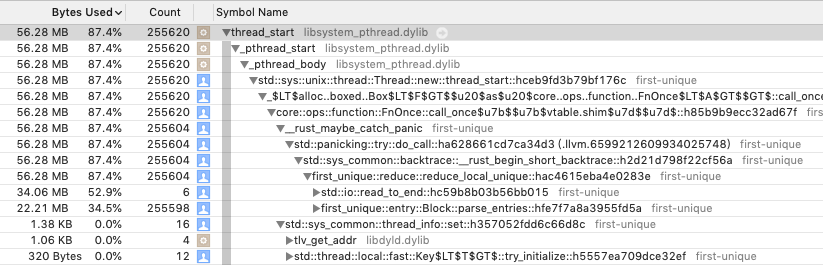 Bytes Used Count Symbol Name
56.28 MB 87.4% 255620 thread_start libsystem_pthread.dylib
56.28 MB 87.4% 255620 _pthread_start libsystem_pthread.dylib
56.28 MB 87.4% 255620 _pthread_body libsystem_pthread.dylib
56.28 MB 87.4% 255620 std::sys::unix::thread::Thread::new::thread_start::hceb9fd3b79bf176c first-unique
56.28 MB 87.4% 255620 _$LT$alloc..boxed..Box$LT$F$GT$$u20$as$u20$core..ops..function..FnOnce$LT$A$GT$$GT$::call_once
56.28 MB 87.4% 255620 core::ops::function::FnOnce::call_once$u7b$$u7b$vtable.shim$u7d$$u7d$::h85b9b9ecc32ad67f first-unique
56.28 MB 87.4% 255604 __rust_maybe_catch_panic first-unique
56.28 MB 87.4% 255604 std::panicking::try::do_call::ha628661cd7ca34d3 (.llvm.6599212609934025748) first-unique
56.28 MB 87.4% 255604 std::sys_common::backtrace::__rust_begin_short_backtrace::h2d21d798f22cf56a first-unique
56.28 MB 87.4% 255604 first_unique::reduce::reduce_local_unique::hac4615eba4e0283e first-unique
34.06 MB 52.9% 6 std::io::read_to_end::hc59b8b03b56bb015 first-unique
22.21 MB 34.5% 255598 first_unique::entry::Block::parse_entries::hfe7f7a8a3955fd5a first-unique
1.38 KB 0.0% 16 std::sys_common::thread_info::set::h357052fdd6c66d8c first-unique
1.06 KB 0.0% 4 tlv_get_addr libdyld.dylib
320 Bytes 0.0% 12 std::thread::local::fast::Key$LT$T$GT$::try_initialize::h5557ea709dce32ef first-unique